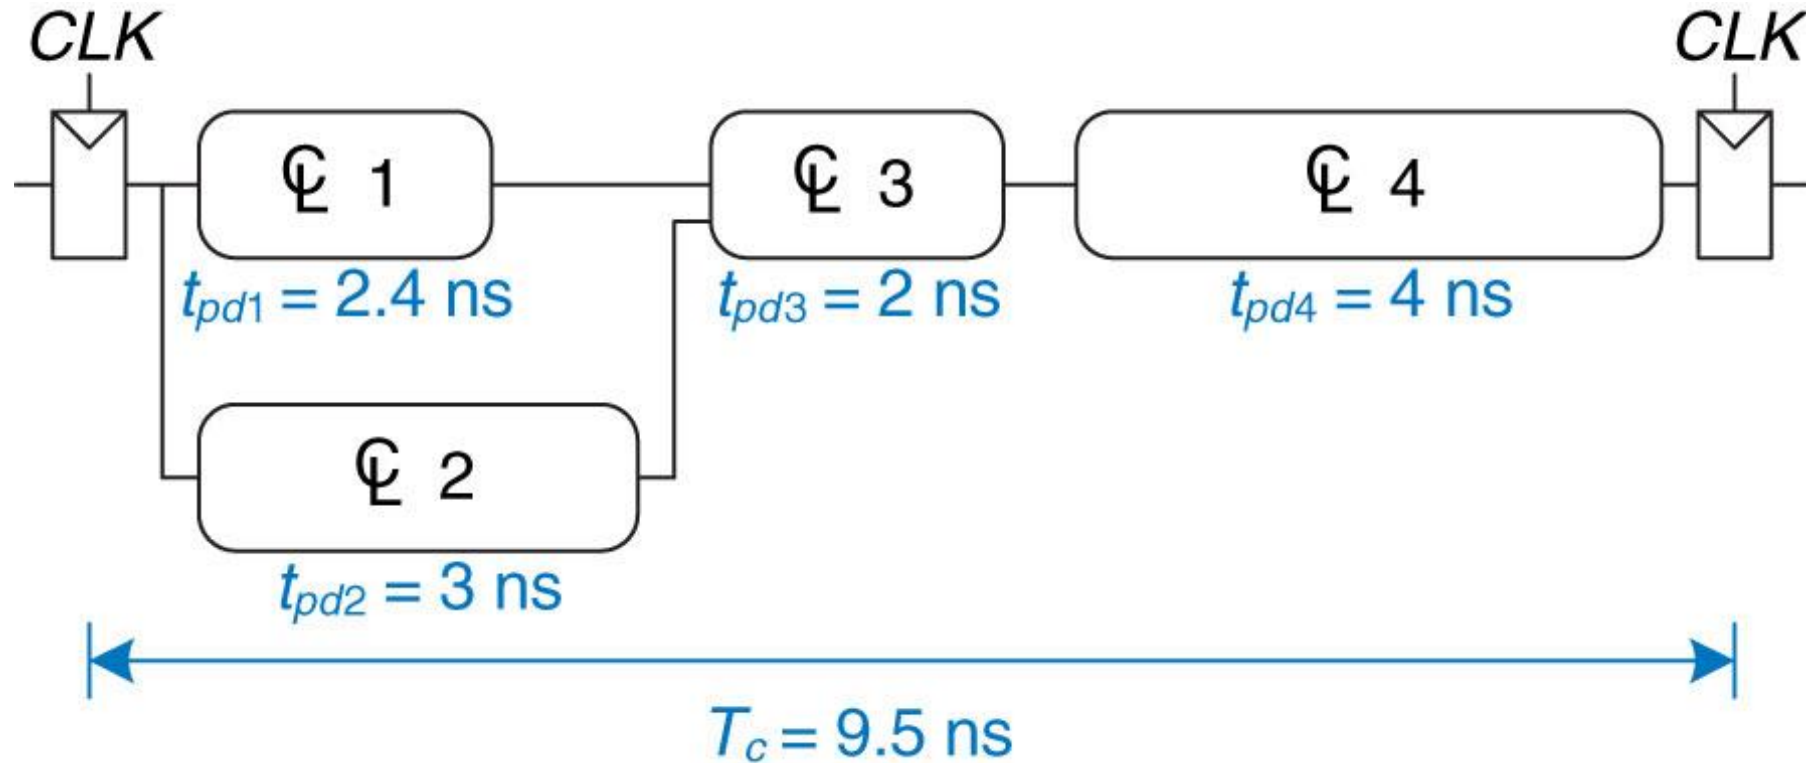 CLK CLK
CL 1 CL 3 CL 4
tpd1 = 2.4 ns tpd3 = 2 ns tpd4 = 4 ns
CL 2
tpd2 = 3 ns
Tc = 9.5 ns